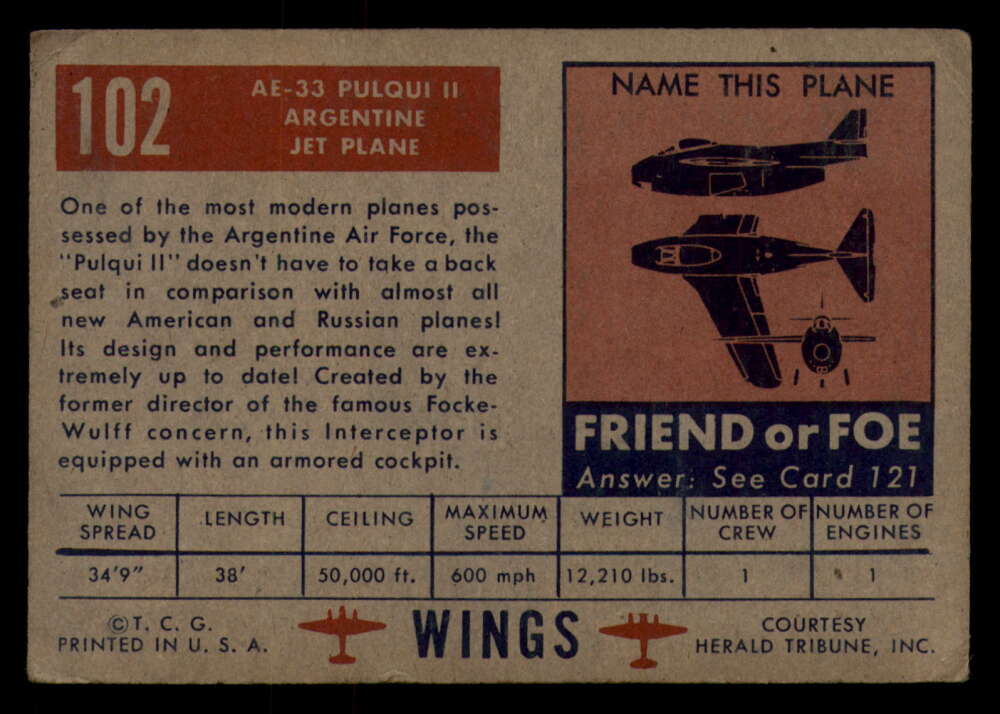 102
AE-33 PULQUI II
ARGENTINE
JET PLANE
One of the most modern planes pos-
sessed by the Argentine Air Force, the
"Pulqui II" doesn't have to take a back
seat in comparison with almost all
new American and Russian planes!
Its design and performance are ex-
tremely up to date! Created by the
former director of the famous Focke-
Wulff concern, this Interceptor is
equipped with an armored cockpit.
NAME THIS PLANE
FRIEND or FOE
Answer: See Card 121
WING SPREAD
LENGTH
CEILING
MAXIMUM SPEED
WEIGHT
NUMBER OF CREW
NUMBER OF ENGINES
34'9"
38'
50,000 ft.
600 mph
12,210 lbs.
1
1
©T. C. G.
PRINTED IN U. S. A.
WINGS
COURTESY
HERALD TRIBUNE, INC.